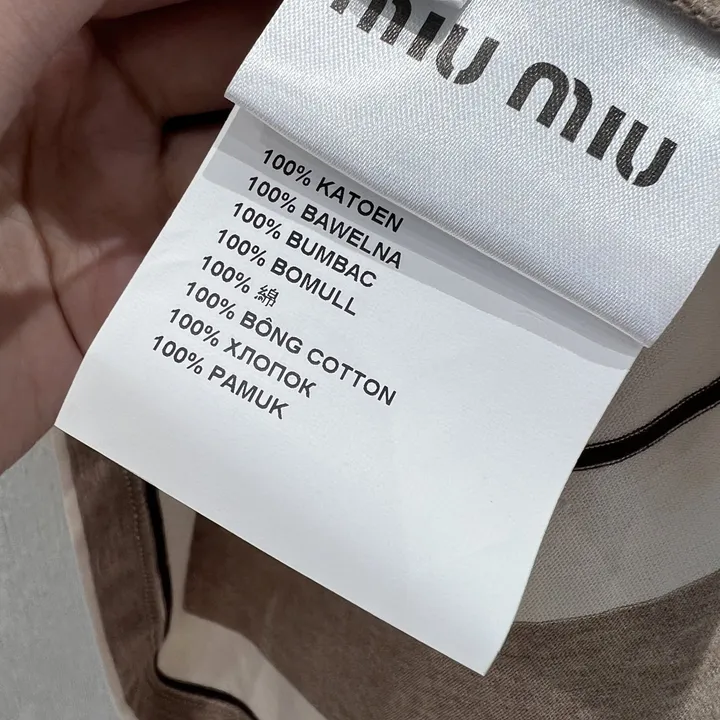 MIU MIU
100% KATOEN
100% BAWELNA
100% BUMBAC
100% BOMULL
100% 綿
100% BÔNG COTTON
100% ХЛОПОК
100% PAMUK